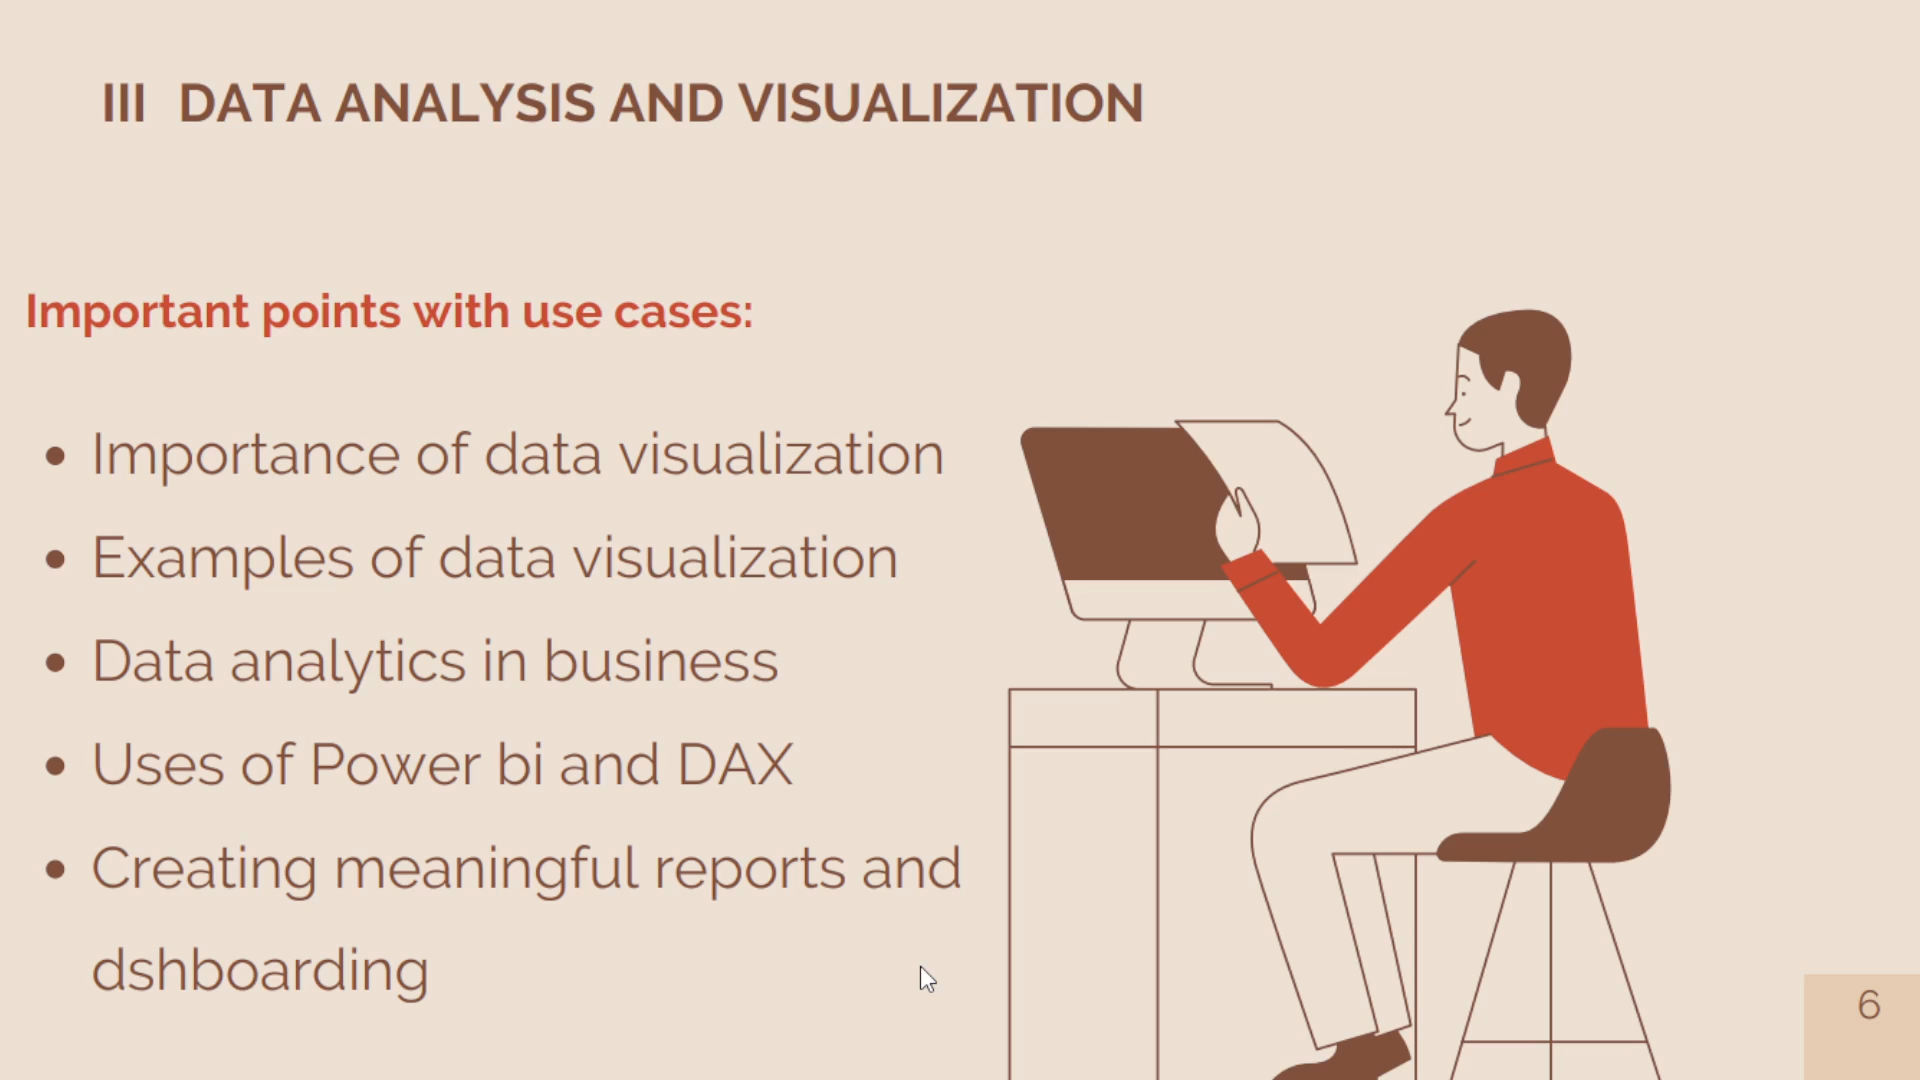 III DATA ANALYSIS AND VISUALIZATION
Important points with use cases:
• Importance of data visualization
• Examples of data visualization
• Data analytics in business
• Uses of Power bi and DAX
• Creating meaningful reports and
dshboarding
6